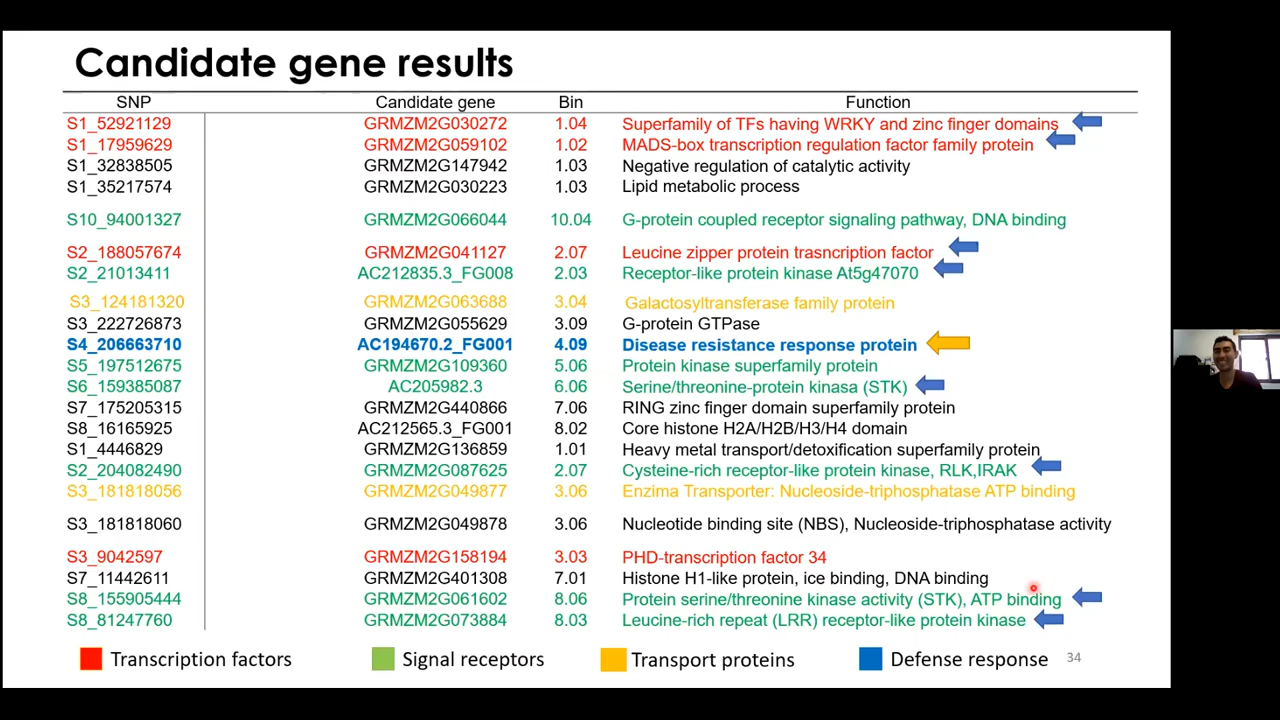 Candidate gene results
SNP Candidate gene Bin Function
S1_52921129 GRMZM2G030272 1.04 Superfamily of TFs having WRKY and zinc finger domains
S1_17959629 GRMZM2G059102 1.02 MADS-box transcription regulation factor family protein
S1_32838505 GRMZM2G147942 1.03 Negative regulation of catalytic activity
S1_35217574 GRMZM2G030223 1.03 Lipid metabolic process
S10_94001327 GRMZM2G066044 10.04 G-protein coupled receptor signaling pathway, DNA binding
S2_188057674 GRMZM2G041127 2.07 Leucine zipper protein trasncription factor
S2_21013411 AC212835.3_FG008 2.03 Receptor-like protein kinase At5g47070
S3_124181320 GRMZM2G063688 3.04 Galactosyltransferase family protein
S3_222726873 GRMZM2G055629 3.09 G-protein GTPase
S4_206663710 AC194670.2_FG001 4.09 Disease resistance response protein
S5_197512675 GRMZM2G109360 5.06 Protein kinase superfamily protein
S6_159385087 AC205982.3 6.06 Serine/threonine-protein kinasa (STK)
S7_175205315 GRMZM2G440866 7.06 RING zinc finger domain superfamily protein
S8_16165925 AC212565.3_FG001 8.02 Core histone H2A/H2B/H3/H4 domain
S1_4446829 GRMZM2G136859 1.01 Heavy metal transport/detoxification superfamily protein
S2_204082490 GRMZM2G087625 2.07 Cysteine-rich receptor-like protein kinase, RLK,IRAK
S3_181818056 GRMZM2G049877 3.06 Enzima Transporter: Nucleoside-triphosphatase ATP binding
S3_181818060 GRMZM2G049878 3.06 Nucleotide binding site (NBS), Nucleoside-triphosphatase activity
S3_9042597 GRMZM2G158194 3.03 PHD-transcription factor 34
S7_11442611 GRMZM2G401308 7.01 Histone H1-like protein, ice binding, DNA binding
S8_155905444 GRMZM2G061602 8.06 Protein serine/threonine kinase activity (STK), ATP binding
S8_81247760 GRMZM2G073884 8.03 Leucine-rich repeat (LRR) receptor-like protein kinase
Transcription factors Signal receptors Transport proteins Defense response 34